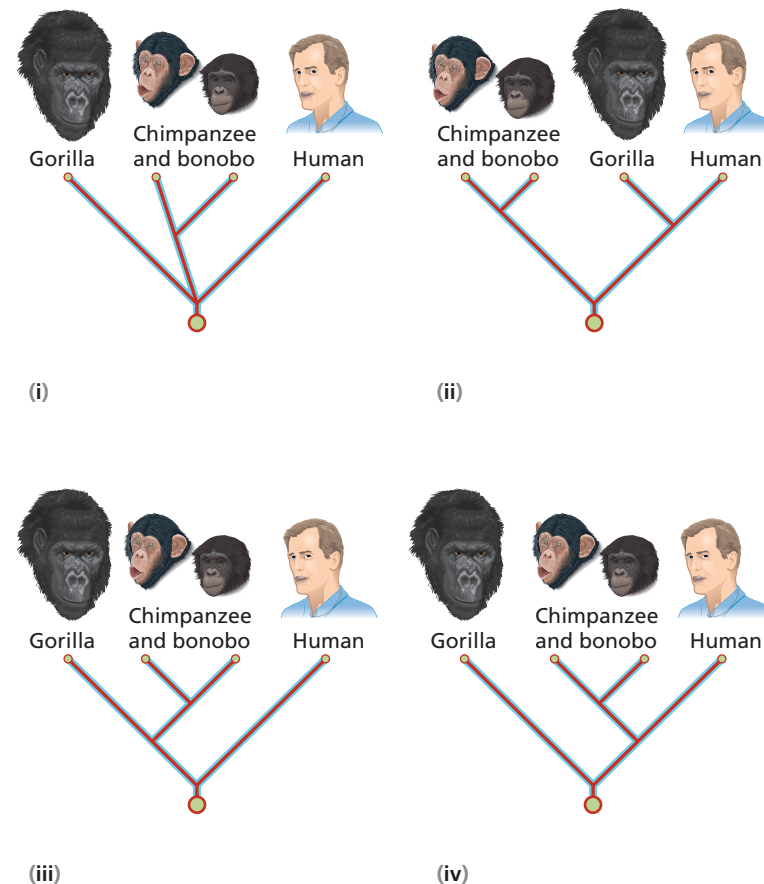 Gorilla
Chimpanzee
and bonobo
Human
(i)
Chimpanzee
and bonobo
Gorilla
Human
(ii)
Gorilla
Chimpanzee
and bonobo
Human
(iii)
Gorilla
Chimpanzee
and bonobo
Human
(iv)